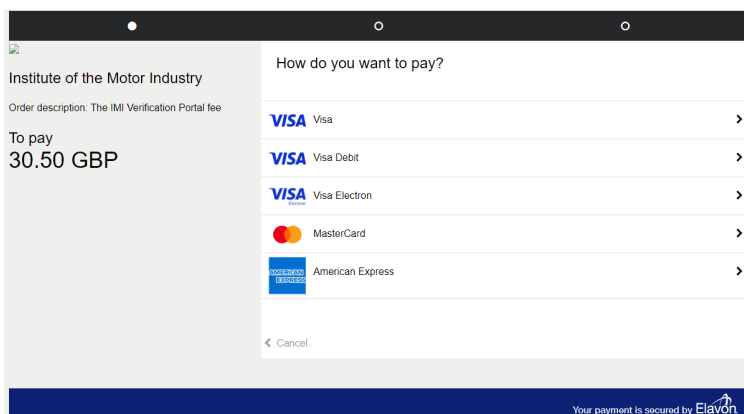 Institute of the Motor Industry
Order description: The IMI Verification Portal fee
To pay
30.50 GBP
How do you want to pay?
VISA Visa
VISA Visa Debit
VISA Electron Visa Electron
MasterCard
AMERICAN EXPRESS American Express
Cancel
Your payment is secured by Elavon